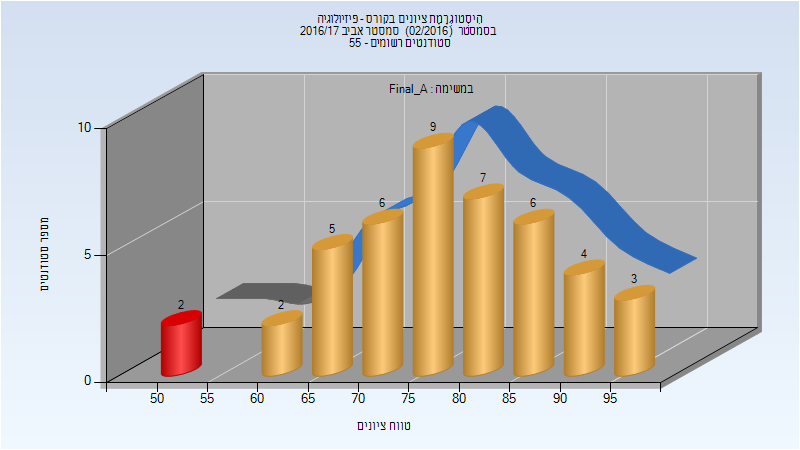 היסטוגרמת ציונים בקורס - פיזיולוגיה
בסמסטר (02/2016) סמסטר אביב 2016/17
סטודנטים רשומים - 55
במשימה : Final_A
מספר סטודנטים
10
5
0
2
2
5
6
9
7
6
4
3
50 55 60 65 70 75 80 85 90 95
טווח ציונים